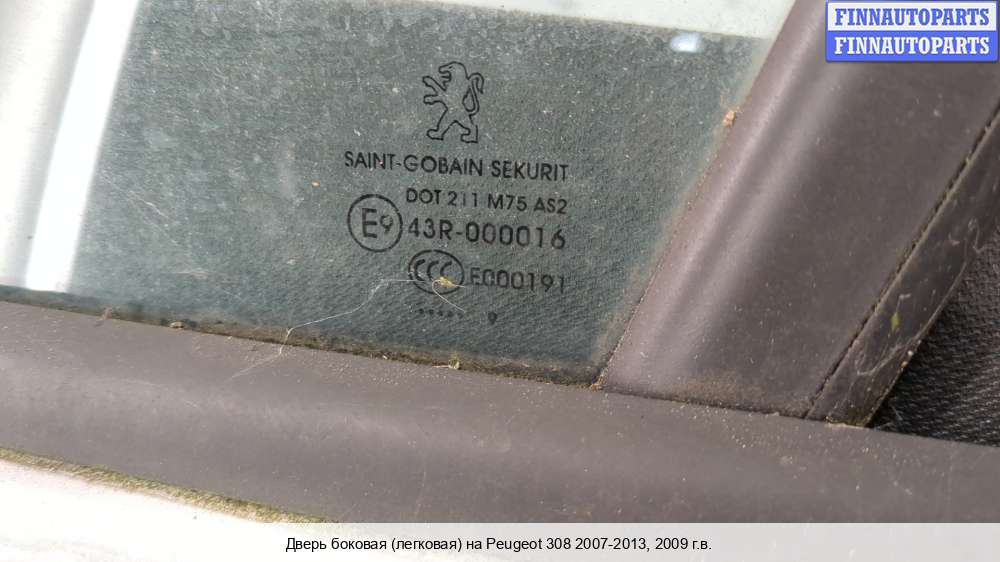 FINNAUTOPARTS
FINNAUTOPARTS
SAINT-GOBAIN SEKURIT
DOT 211 M75 AS2
E9 43R-000016
CCC E000191
..... 9
Дверь боковая (легковая) на Peugeot 308 2007-2013, 2009 г.в.